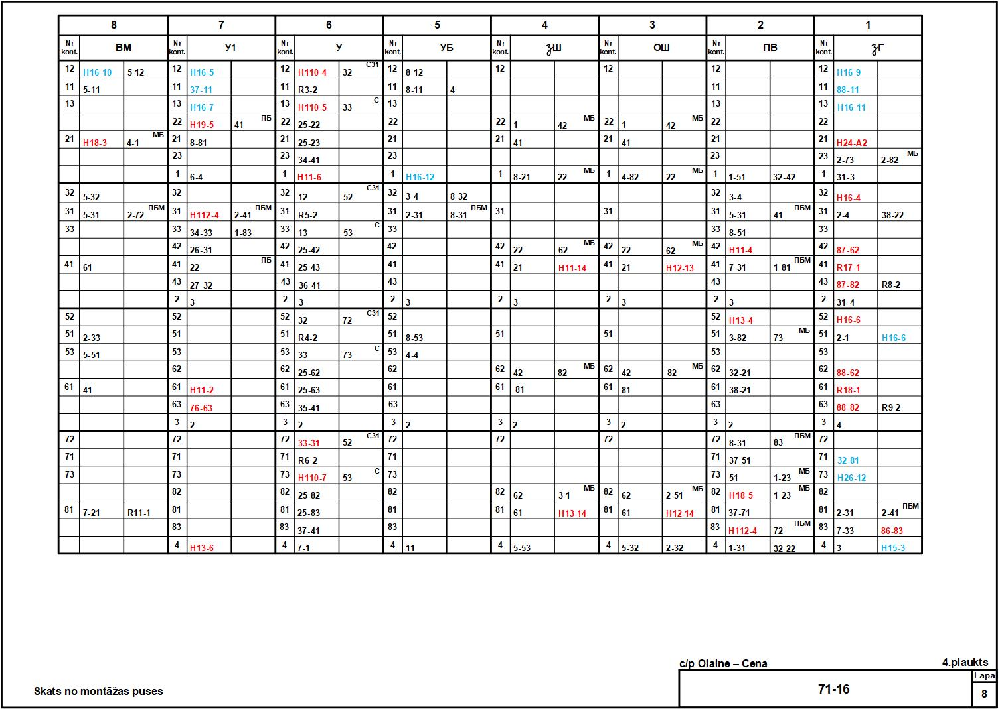 8 7 6 5 4 3 2 1
Nr kont. ВМ Nr kont. У1 Nr kont. У Nr kont. УБ Nr kont. ʒШ Nr kont. ОШ Nr kont. ПВ Nr kont. ʒГ
12 H16-10 5-12 12 H16-5 12 H110-4 32 С31 12 8-12 12 12 12 12 H16-9
11 5-11 11 37-11 11 R3-2 11 8-11 4 11 11 88-11
13 13 H16-7 13 H110-5 33 С 13 13 13 H16-11
22 H19-5 41 ПБ 22 25-22 22 22 1 42 МБ 22 1 42 МБ 22 22
21 H18-3 4-1 МБ 21 8-81 21 25-23 21 21 41 21 41 21 21 H24-A2
23 23 34-41 23 23 23 2-73 2-82 МБ
1 6-4 1 H11-6 1 H16-12 1 8-21 22 МБ 1 4-82 22 МБ 1 1-51 32-42 1 31-3
32 5-32 32 32 12 52 С31 32 3-4 8-32 32 3-4 32 H16-4
31 5-31 2-72 ПБМ 31 H112-4 2-41 ПБМ 31 R5-2 31 2-31 8-31 ПБМ 31 31 31 5-31 41 ПБМ 31 2-4 38-22
33 33 34-33 1-83 33 13 53 С 33 33 8-51 33
42 26-31 42 25-42 42 42 22 62 МБ 42 22 62 МБ 42 H11-4 42 87-62
41 61 41 22 ПБ 41 25-43 41 41 21 H11-14 41 21 H12-13 41 7-31 1-81 ПБМ 41 R17-1
43 27-32 43 36-41 43 43 43 87-82 R8-2
2 3 2 3 2 3 2 3 2 3 2 3 2 31-4
52 52 52 32 72 С31 52 52 H13-4 52 H16-6
51 2-33 51 51 R4-2 51 8-53 51 51 51 3-82 73 МБ 51 2-1 H16-6
53 5-51 53 53 33 73 С 53 4-4 53 53
62 62 25-62 62 62 42 82 МБ 62 42 82 МБ 62 32-21 62 88-62
61 41 61 H11-2 61 25-63 61 61 81 61 81 61 38-21 61 R18-1
63 76-63 63 35-41 63 63 63 88-82 R9-2
3 2 3 2 3 2 3 2 3 2 3 2 3 4
72 72 72 33-31 52 С31 72 72 72 72 8-31 83 ПБМ 72
71 71 71 R6-2 71 71 37-51 71 32-81
73 73 73 H110-7 53 С 73 73 51 1-23 МБ 73 H26-12
82 82 25-82 82 82 62 3-1 МБ 82 62 2-51 МБ 82 H18-5 1-23 МБ 82
81 7-21 R11-1 81 81 25-83 81 81 61 H13-14 81 61 H12-14 81 37-71 81 2-31 2-41 ПБМ
83 83 37-41 83 83 H112-4 72 ПБМ 83 7-33 86-83
4 H13-6 4 7-1 4 11 4 5-53 4 5-32 2-32 4 1-31 32-22 4 3 H15-3
c/p Olaine – Cena 4.plaukts
Skats no montāžas puses
71-16
Lapa
8